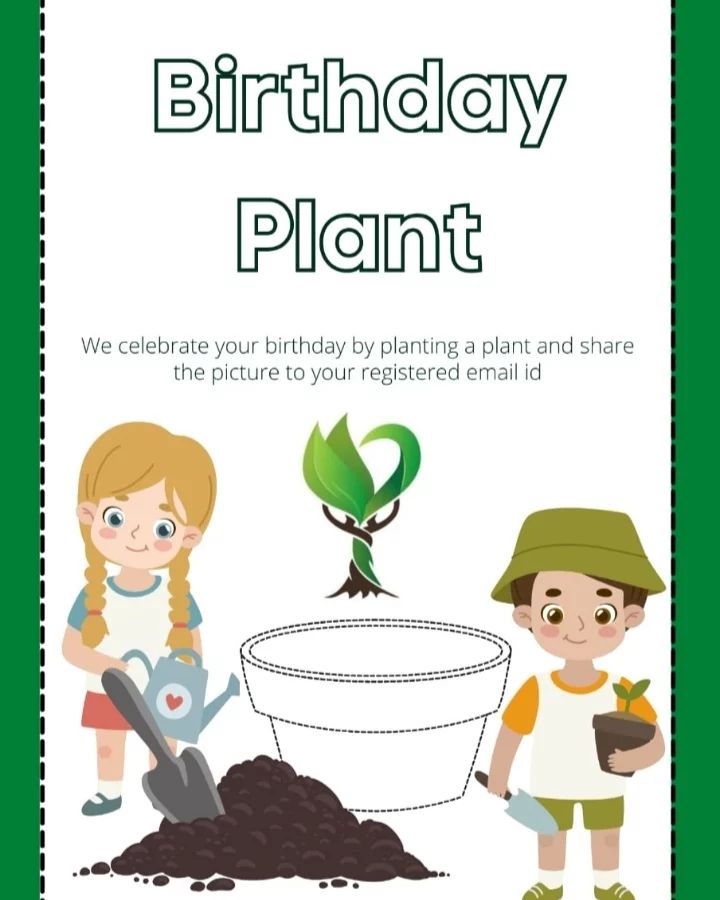 Birthday
Plant
We celebrate your birthday by planting a plant and share
the picture to your registered email id